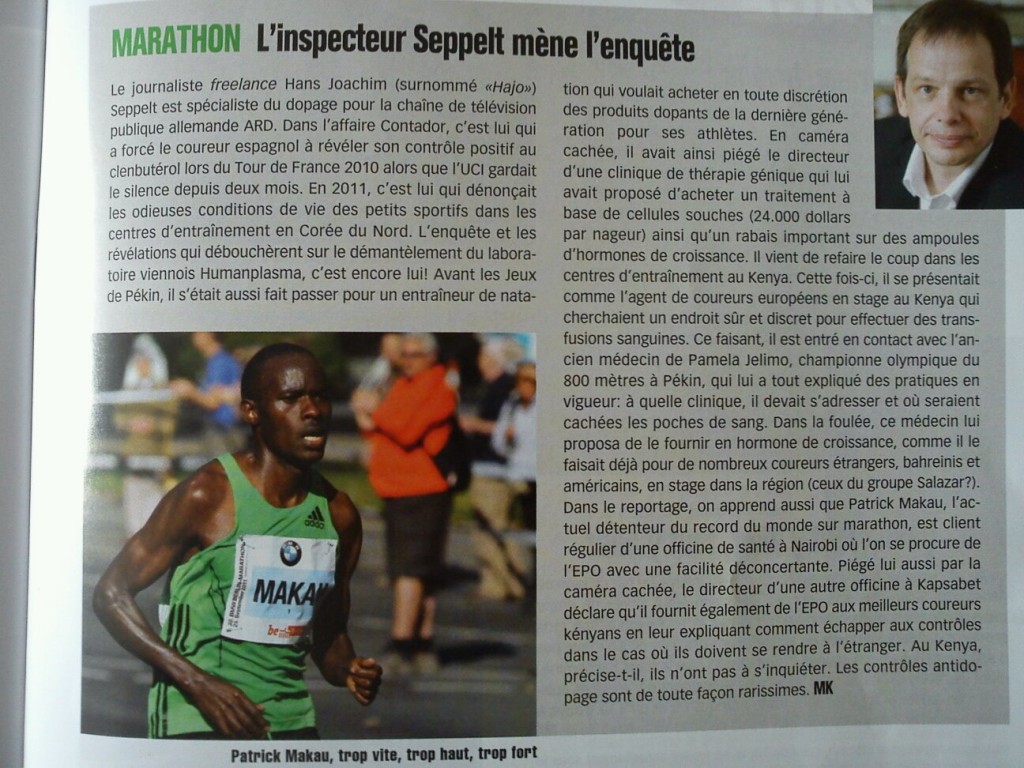 MARATHON L'inspecteur Seppelt mène l'enquête
Le journaliste freelance Hans Joachim (surnommé «Hajo»)
Seppelt est spécialiste du dopage pour la chaîne de télévision
publique allemande ARD. Dans l'affaire Contador, c'est lui qui
a forcé le coureur espagnol à révéler son contrôle positif au
clenbutérol lors du Tour de France 2010 alors que l'UCI gardait
le silence depuis deux mois. En 2011, c'est lui qui dénonçait
les odieuses conditions de vie des petits sportifs dans les
centres d'entraînement en Corée du Nord. L'enquête et les
révélations qui débouchèrent sur le démantèlement du labora-
toire viennois Humanplasma, c'est encore lui! Avant les Jeux
de Pékin, il s'était aussi fait passer pour un entraîneur de nata-
tion qui voulait acheter en toute discrétion
des produits dopants de la dernière géné-
ration pour ses athlètes. En caméra
cachée, il avait ainsi piégé le directeur
d'une clinique de thérapie génique qui lui
avait proposé d'acheter un traitement à
base de cellules souches (24.000 dollars
par nageur) ainsi qu'un rabais important sur des ampoules
d'hormones de croissance. Il vient de refaire le coup dans les
centres d'entraînement au Kenya. Cette fois-ci, il se présentait
comme l'agent de coureurs européens en stage au Kenya qui
cherchaient un endroit sûr et discret pour effectuer des trans-
fusions sanguines. Ce faisant, il est entré en contact avec l'an-
cien médecin de Pamela Jelimo, championne olympique du
800 mètres à Pékin, qui lui a tout expliqué des pratiques en
vigueur: à quelle clinique, il devait s'adresser et où seraient
cachées les poches de sang. Dans la foulée, ce médecin lui
proposa de le fournir en hormone de croissance, comme il le
faisait déjà pour de nombreux coureurs étrangers, bahreinis et
américains, en stage dans la région (ceux du groupe Salazar?).
Dans le reportage, on apprend aussi que Patrick Makau, l'ac-
tuel détenteur du record du monde sur marathon, est client
régulier d'une officine de santé à Nairobi où l'on se procure de
l'EPO avec une facilité déconcertante. Piégé lui aussi par la
caméra cachée, le directeur d'une autre officine à Kapsabet
déclare qu'il fournit également de l'EPO aux meilleurs coureurs
kényans en leur expliquant comment échapper aux contrôles
dans le cas où ils doivent se rendre à l'étranger. Au Kenya,
précise-t-il, ils n'ont pas à s'inquiéter. Les contrôles antido-
page sont de toute façon rarissimes. MK
adidas
BMW
MAKAU
Patrick Makau, trop vite, trop haut, trop fort